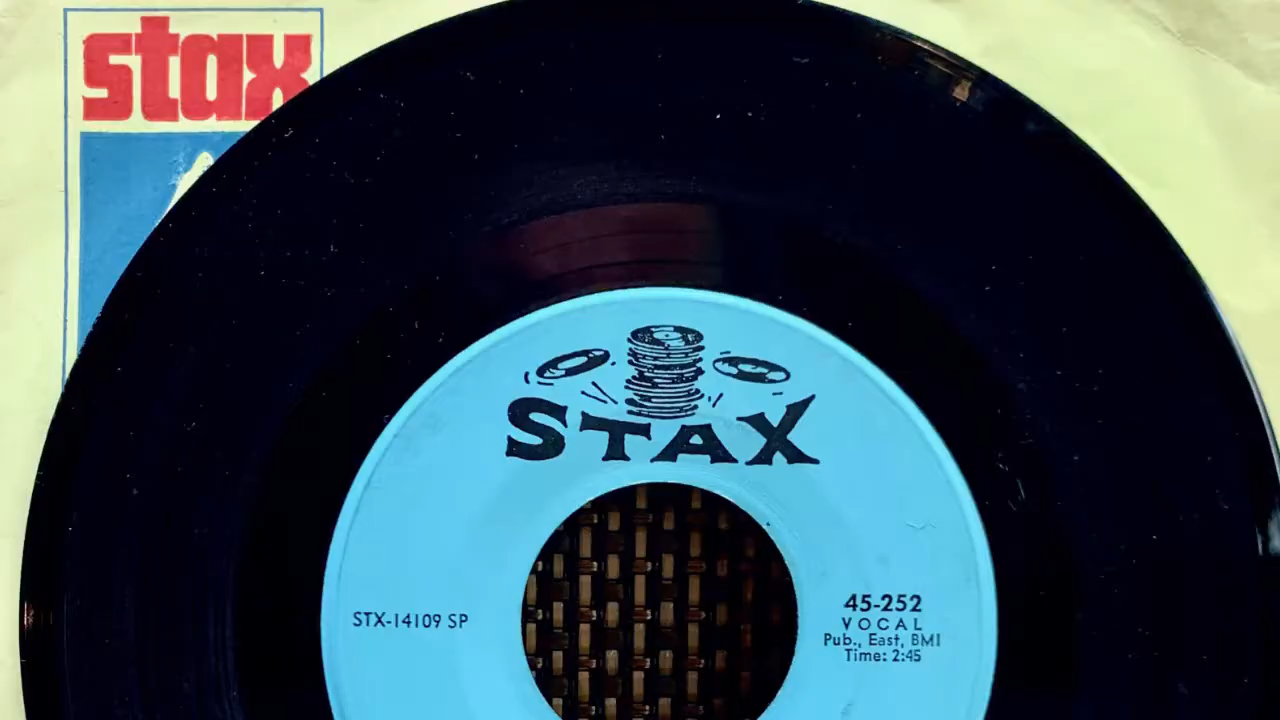 stax
STAX
STX-14109 SP
45-252
VOCAL
Pub., East, BMI
Time: 2:45